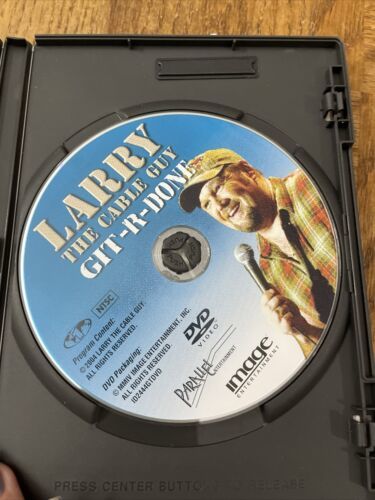 LARRY
THE CABLE GUY
GIT-R-DONE
NTSC
Program Content:
© 2004 LARRY THE CABLE GUY.
ALL RIGHTS RESERVED.
DVD Packaging:
© MMIV IMAGE ENTERTAINMENT, INC.
ALL RIGHTS RESERVED.
ID2441GTDVD
DVD
VIDEO
PARALLEL
ENTERTAINMENT
image
ENTERTAINMENT
PRESS CENTER BUTTON TO RELEASE